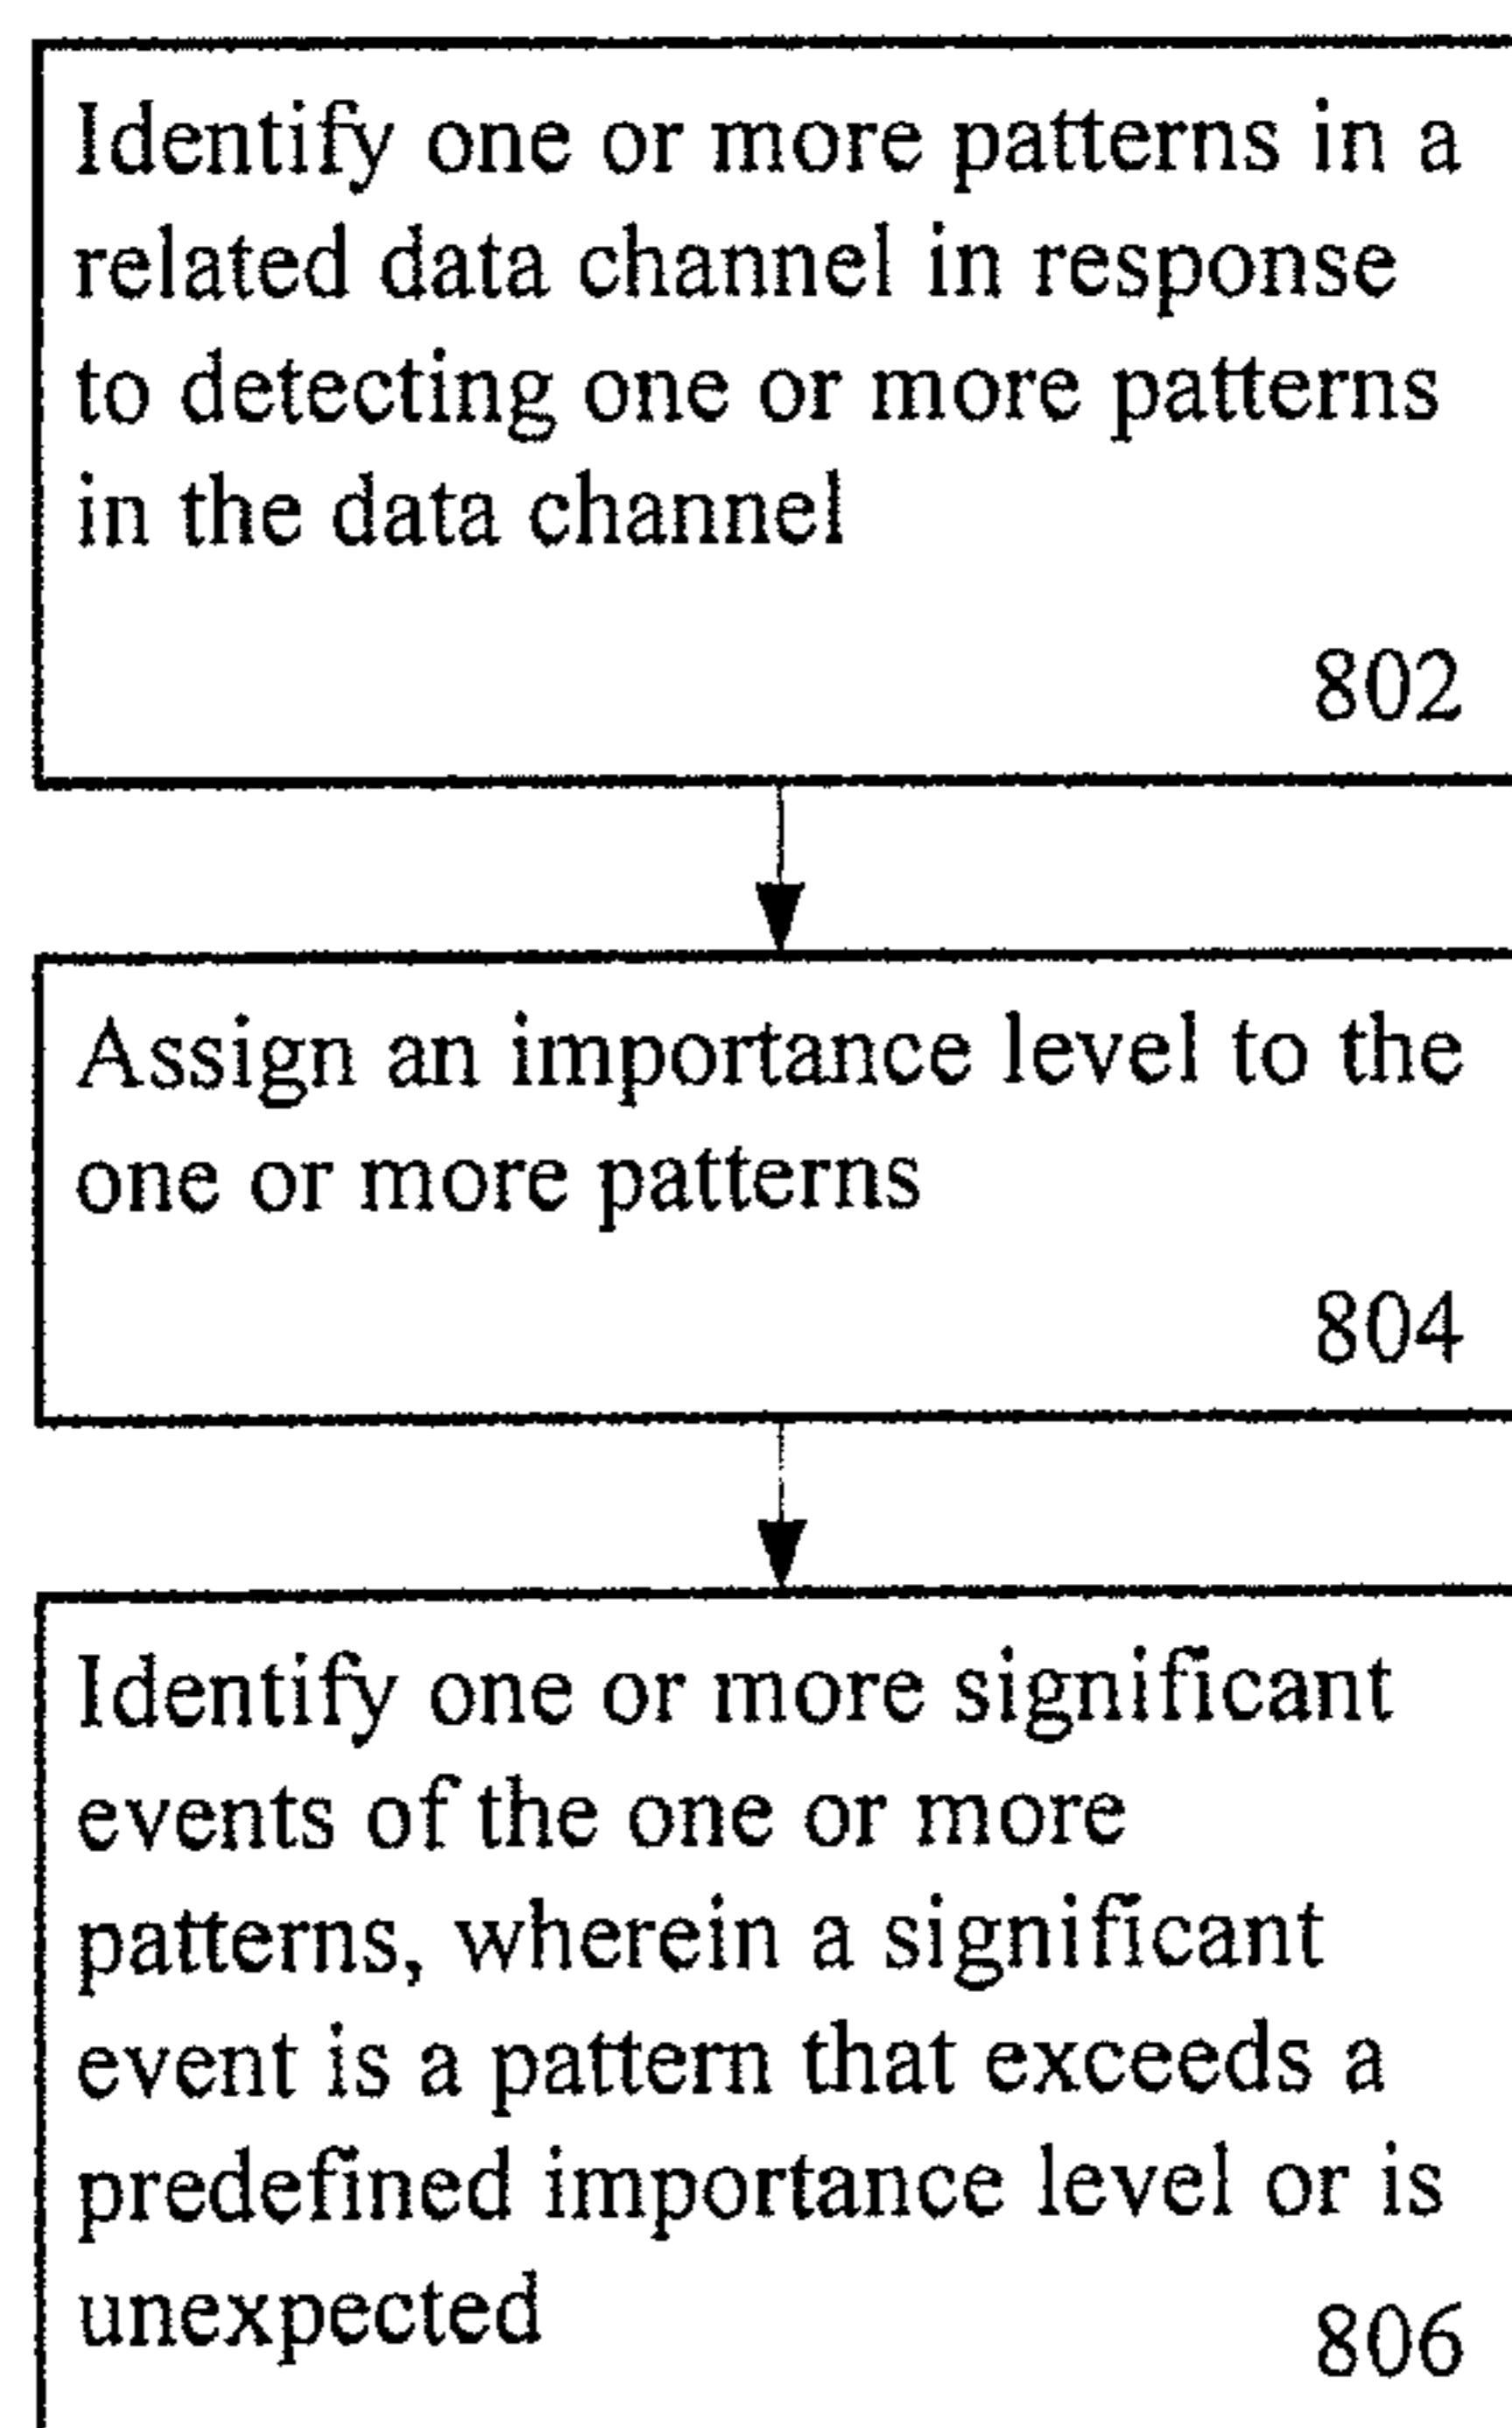 Identify one or more patterns in a
related data channel in response
to detecting one or more patterns
in the data channel
802
Assign an importance level to the
one or more patterns
804
Identify one or more significant
events of the one or more
patterns, wherein a significant
event is a pattern that exceeds a
predefined importance level or is
unexpected
806